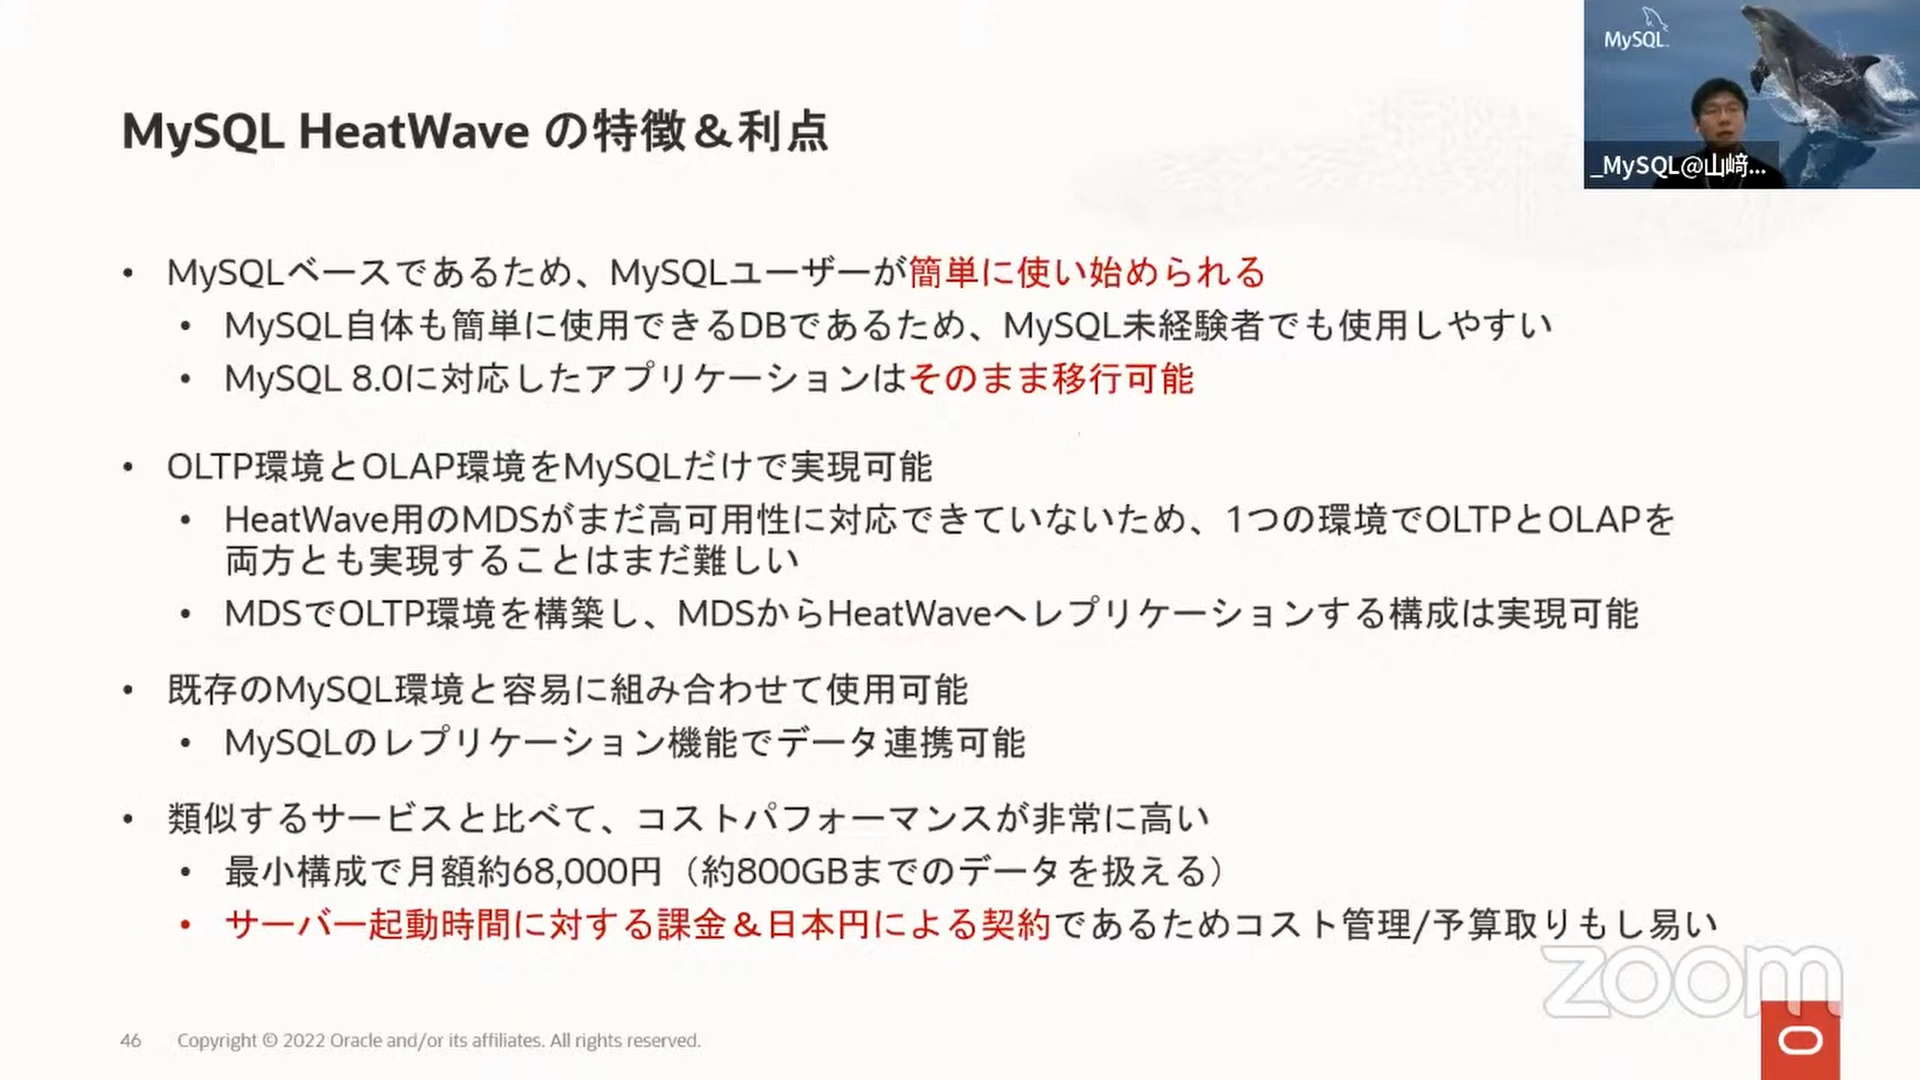 MySQL HeatWave の特徴＆利点
MySQL
_MySQL@山﨑...
• MySQLベースであるため、MySQLユーザーが簡単に使い始められる
• MySQL自体も簡単に使用できるDBであるため、MySQL未経験者でも使用しやすい
• MySQL 8.0に対応したアプリケーションはそのまま移行可能
• OLTP環境とOLAP環境をMySQLだけで実現可能
• HeatWave用のMDSがまだ高可用性に対応できていないため、1つの環境でOLTPとOLAPを
両方とも実現することはまだ難しい
• MDSでOLTP環境を構築し、MDSからHeatWaveへレプリケーションする構成は実現可能
• 既存のMySQL環境と容易に組み合わせて使用可能
• MySQLのレプリケーション機能でデータ連携可能
• 類似するサービスと比べて、コストパフォーマンスが非常に高い
• 最小構成で月額約68,000円（約800GBまでのデータを扱える）
• サーバー起動時間に対する課金＆日本円による契約であるためコスト管理/予算取りもし易い
zoom
46 Copyright © 2022 Oracle and/or its affiliates. All rights reserved.